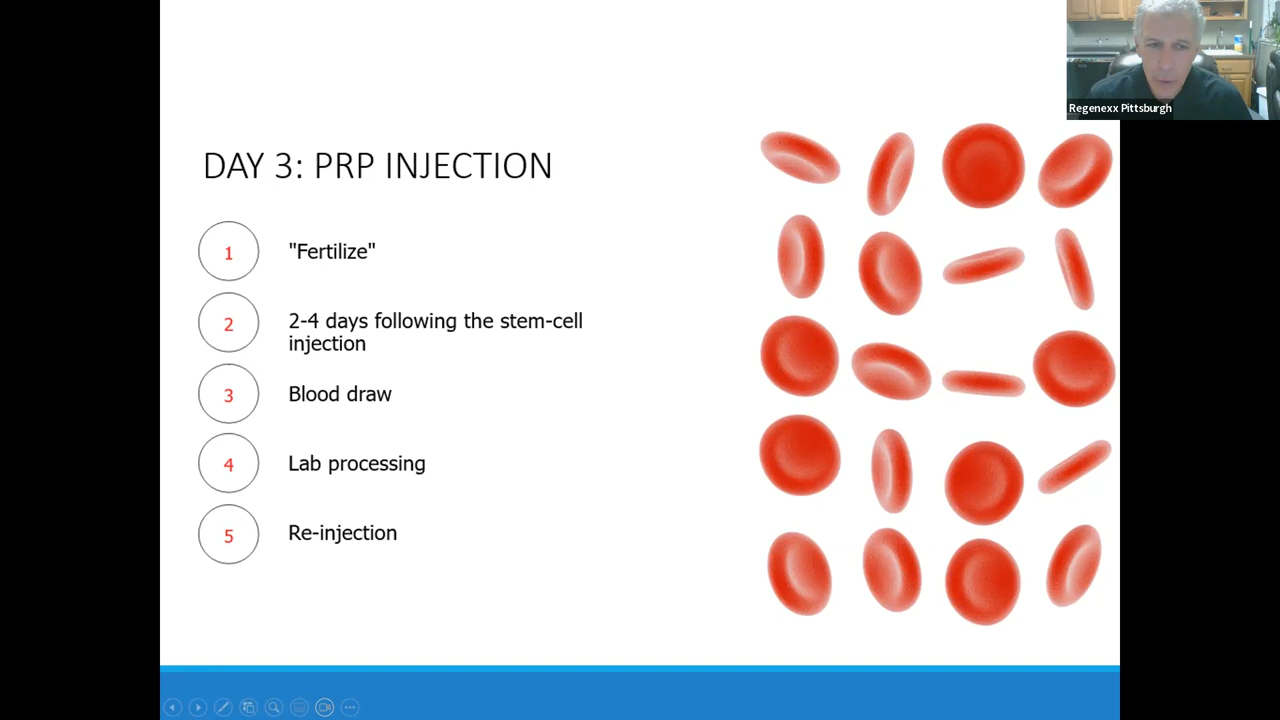 Regenexx Pittsburgh
DAY 3: PRP INJECTION
1
"Fertilize"
2
2-4 days following the stem-cell
injection
3
Blood draw
4
Lab processing
5
Re-injection